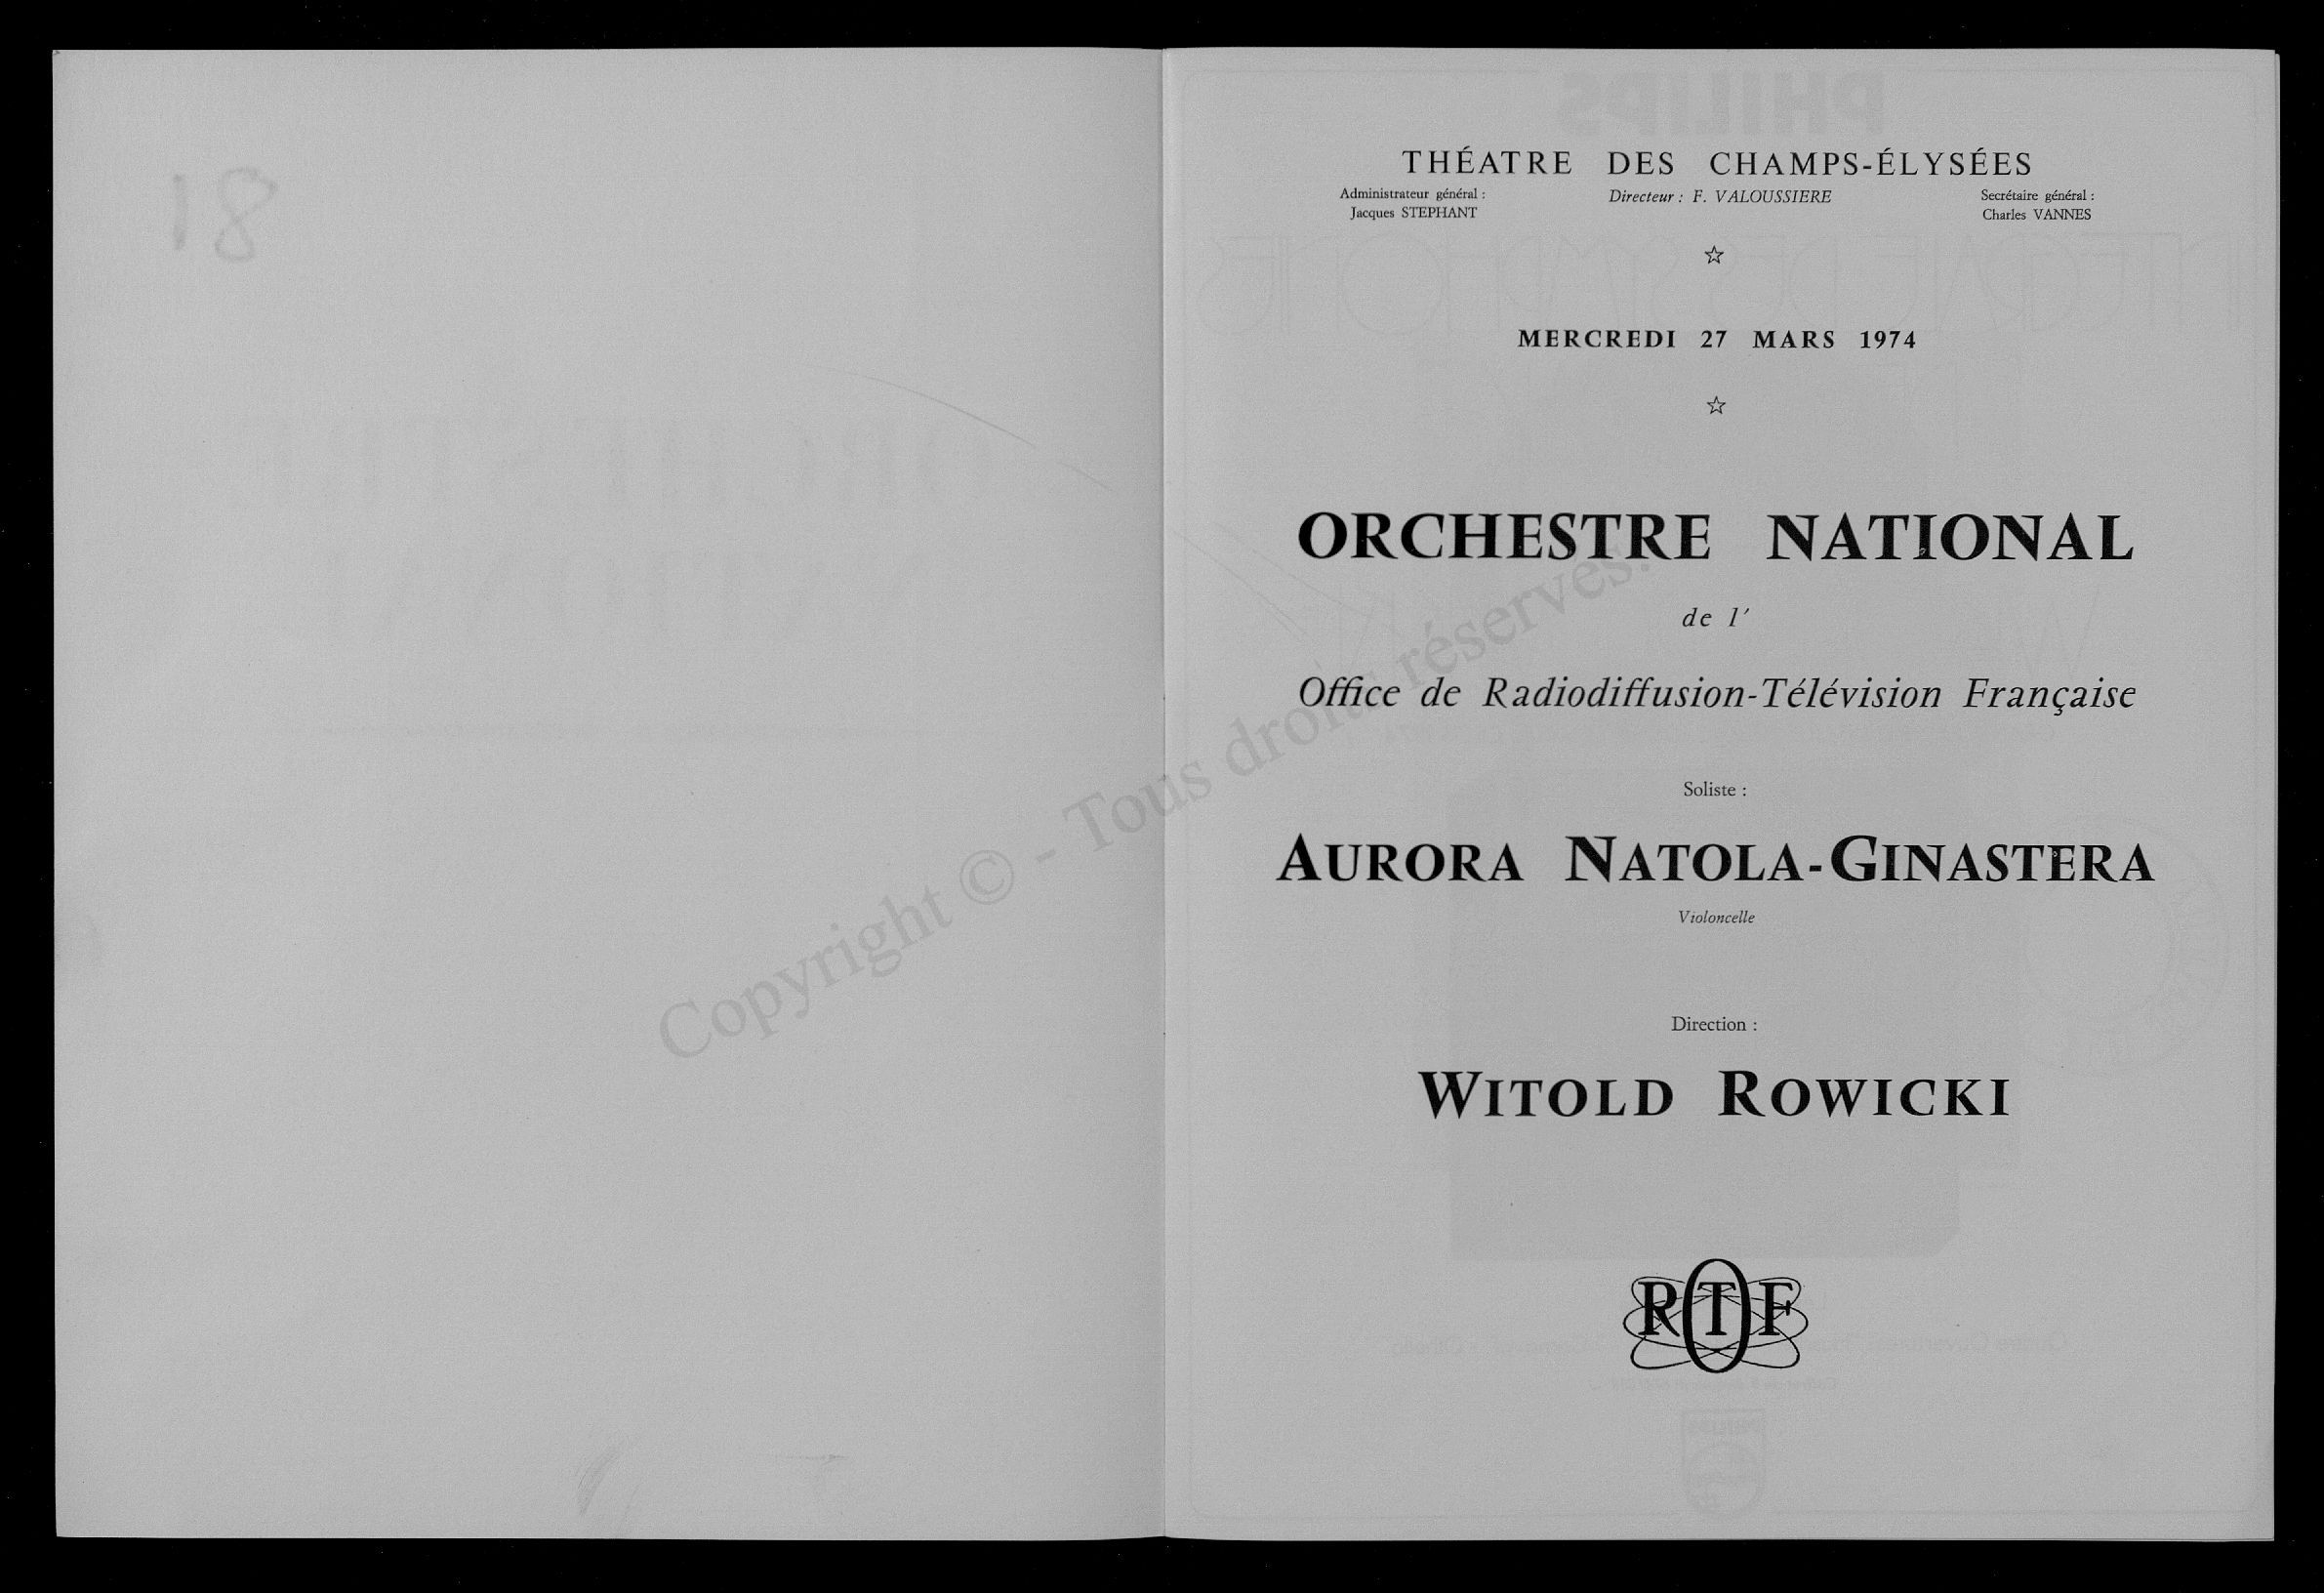 THÉATRE DES CHAMPS-ÉLYSÉES
Administrateur général :
Jacques STEPHANT
Directeur : F. VALOUSSIERE
Secrétaire général :
Charles VANNES
MERCREDI 27 MARS 1974
ORCHESTRE NATIONAL
de l'
Office de Radiodiffusion-Télévision Française
Soliste :
AURORA NATOLA-GINASTERA
Violoncelle
Direction :
WITOLD ROWICKI
ORTF
Copyright © - Tous droits réservés.
PHILIPS